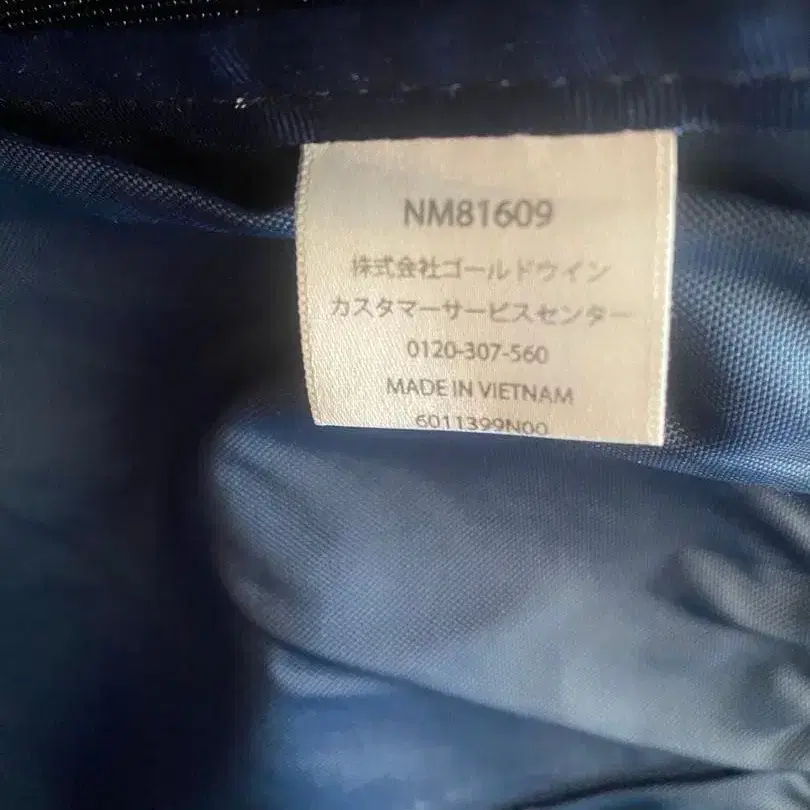 NM81609
株式会社ゴールドウイン
カスタマーサービスセンター
0120-307-560
MADE IN VIETNAM
6011399N00